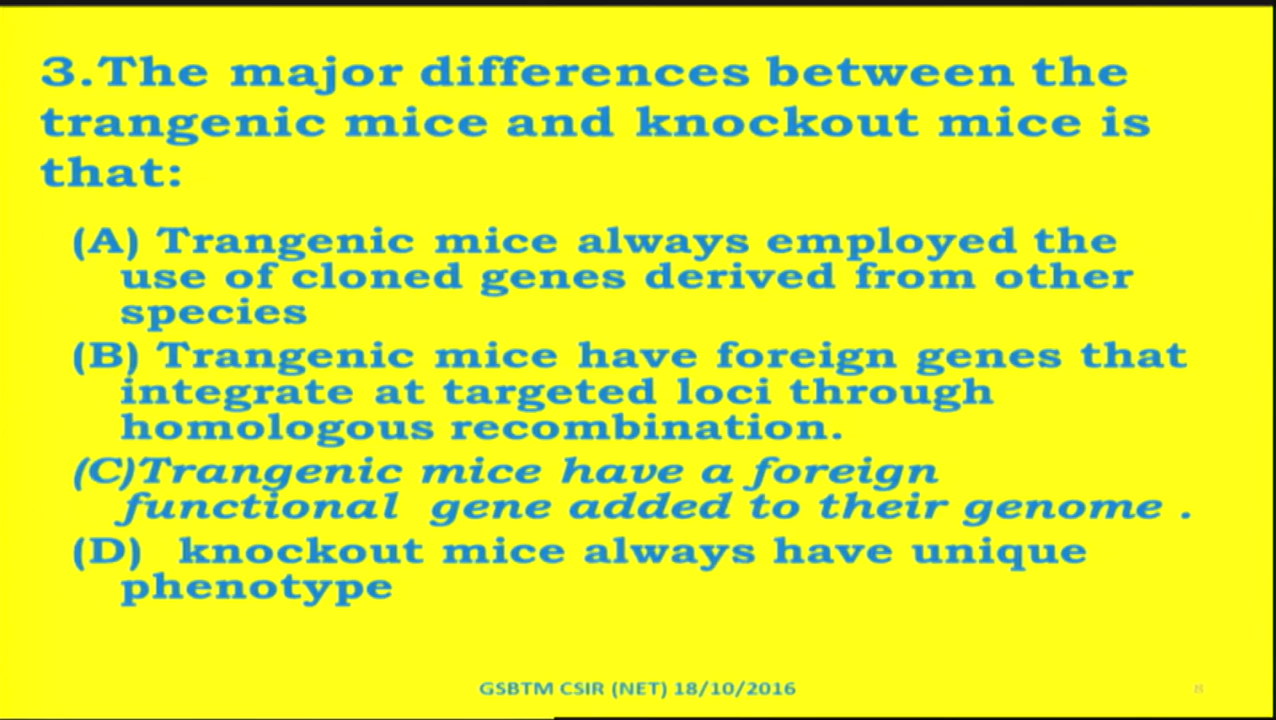 3.The major differences between the
trangenic mice and knockout mice is
that:
(A) Trangenic mice always employed the
use of cloned genes derived from other
species
(B) Trangenic mice have foreign genes that
integrate at targeted loci through
homologous recombination.
(C)Trangenic mice have a foreign
functional gene added to their genome .
(D) knockout mice always have unique
phenotype
GSBTM CSIR (NET) 18/10/2016